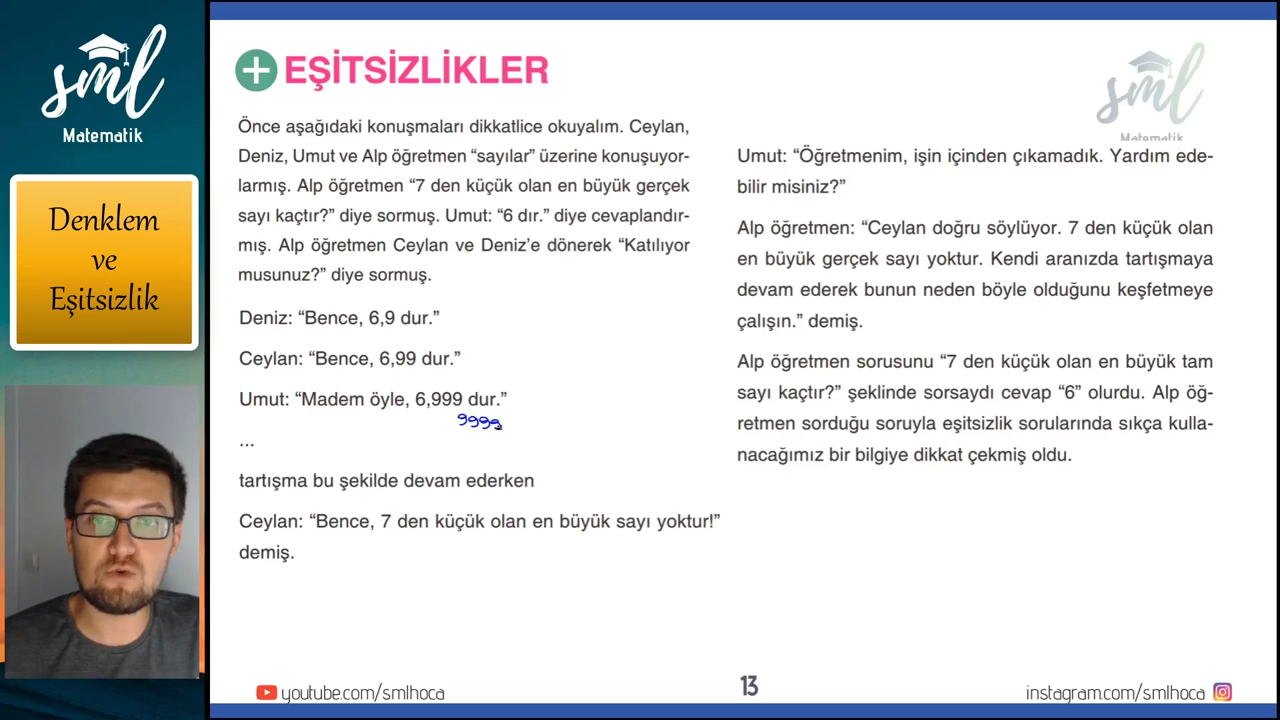 sml
Matematik
Denklem
ve
Eşitsizlik
EŞİTSİZLİKLER
Önce aşağıdaki konuşmaları dikkatlice okuyalım. Ceylan,
Deniz, Umut ve Alp öğretmen “sayılar” üzerine konuşuyor-
larmış. Alp öğretmen “7 den küçük olan en büyük gerçek
sayı kaçtır?” diye sormuş. Umut: “6 dır.” diye cevaplandır-
mış. Alp öğretmen Ceylan ve Deniz’e dönerek “Katılıyor
musunuz?” diye sormuş.
Deniz: “Bence, 6,9 dur.”
Ceylan: “Bence, 6,99 dur.”
Umut: “Madem öyle, 6,999 dur.”
9999
...
tartışma bu şekilde devam ederken
Ceylan: “Bence, 7 den küçük olan en büyük sayı yoktur!”
demiş.
sml
Matematik
Umut: “Öğretmenim, işin içinden çıkamadık. Yardım ede-
bilir misiniz?”
Alp öğretmen: “Ceylan doğru söylüyor. 7 den küçük olan
en büyük gerçek sayı yoktur. Kendi aranızda tartışmaya
devam ederek bunun neden böyle olduğunu keşfetmeye
çalışın.” demiş.
Alp öğretmen sorusunu “7 den küçük olan en büyük tam
sayı kaçtır?” şeklinde sorsaydı cevap “6” olurdu. Alp öğ-
retmen sorduğu soruyla eşitsizlik sorularında sıkça kulla-
nacağımız bir bilgiye dikkat çekmiş oldu.
youtube.com/smlhoca
13
instagram.com/smlhoca